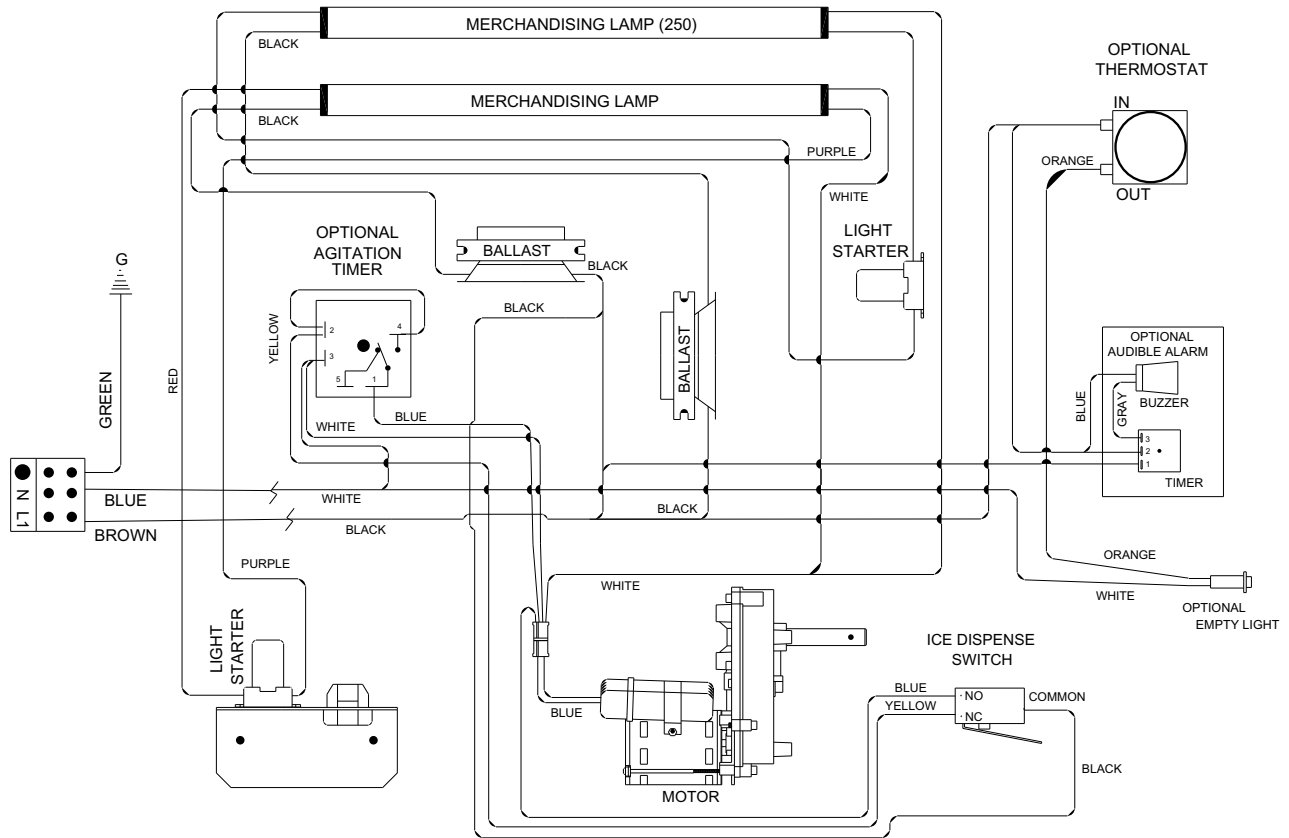 MERCHANDISING LAMP (250)
BLACK
MERCHANDISING LAMP
BLACK
PURPLE
WHITE
OPTIONAL
THERMOSTAT
IN
ORANGE
OUT
OPTIONAL
AGITATION
TIMER
BALLAST
BLACK
BLACK
LIGHT
STARTER
G
YELLOW
2
4
3
5
1
RED
GREEN
BLUE
WHITE
BALLAST
OPTIONAL
AUDIBLE ALARM
BLUE
GRAY
BUZZER
3
2
1
TIMER
N
L1
BLUE
BROWN
WHITE
BLACK
BLACK
PURPLE
WHITE
ORANGE
WHITE
OPTIONAL
EMPTY LIGHT
LIGHT
STARTER
BLUE
MOTOR
ICE DISPENSE
SWITCH
BLUE
YELLOW
NO
NC
COMMON
BLACK